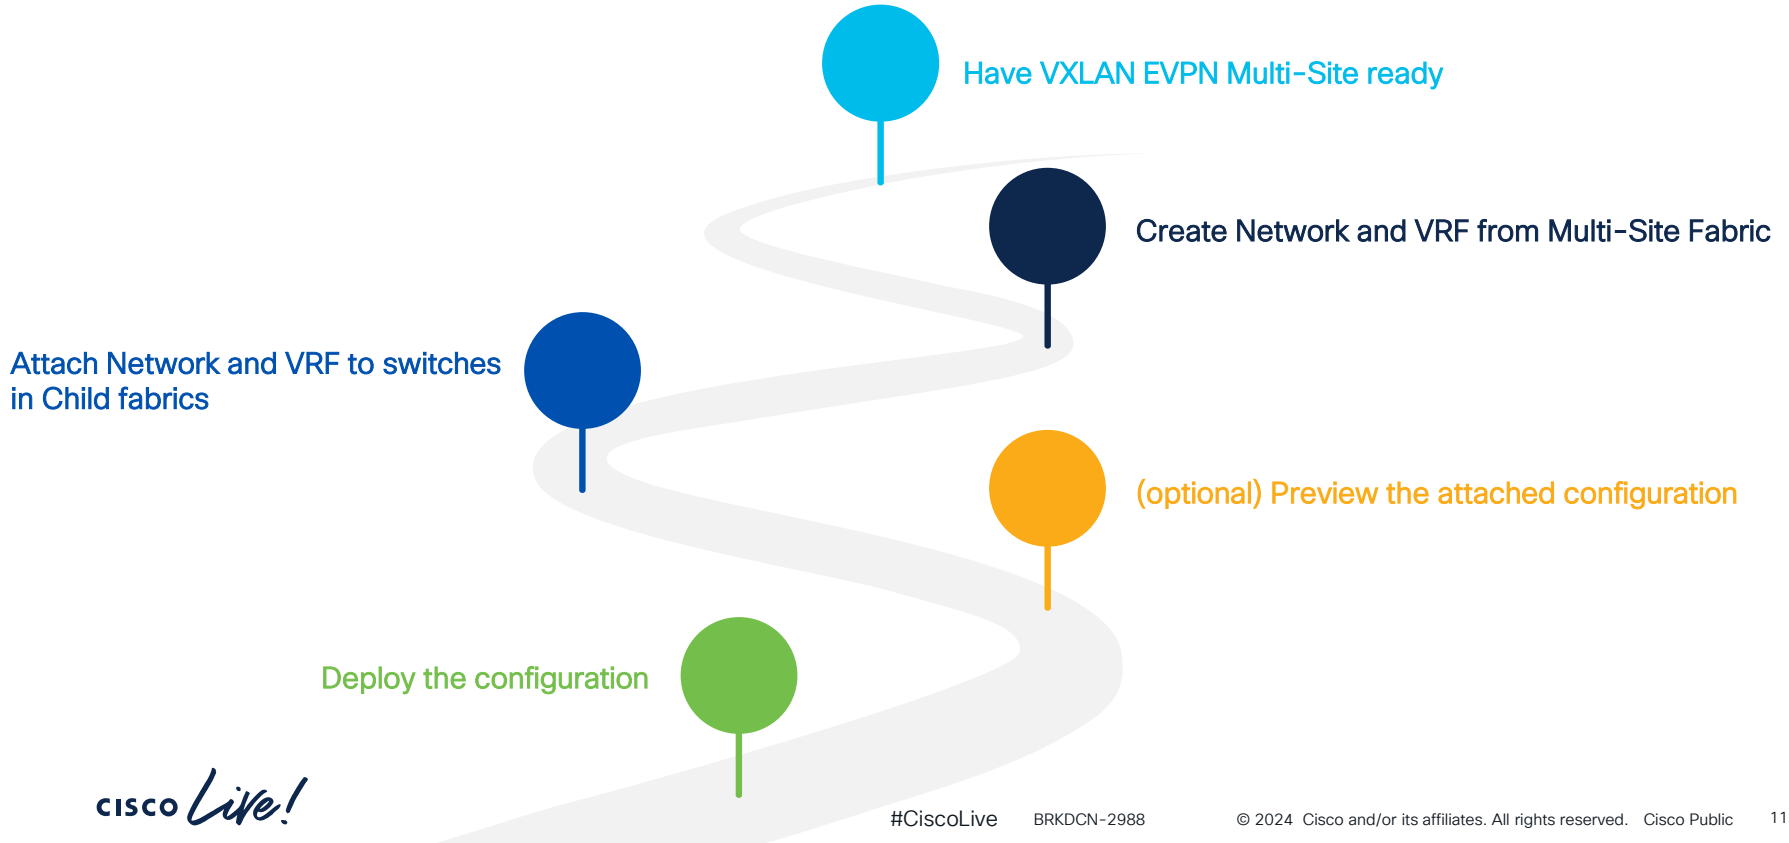 Have VXLAN EVPN Multi-Site ready
Create Network and VRF from Multi-Site Fabric
Attach Network and VRF to switches
in Child fabrics
(optional) Preview the attached configuration
Deploy the configuration
CISCO Live!
#CiscoLive BRKDCN-2988 © 2024 Cisco and/or its affiliates. All rights reserved. Cisco Public 11